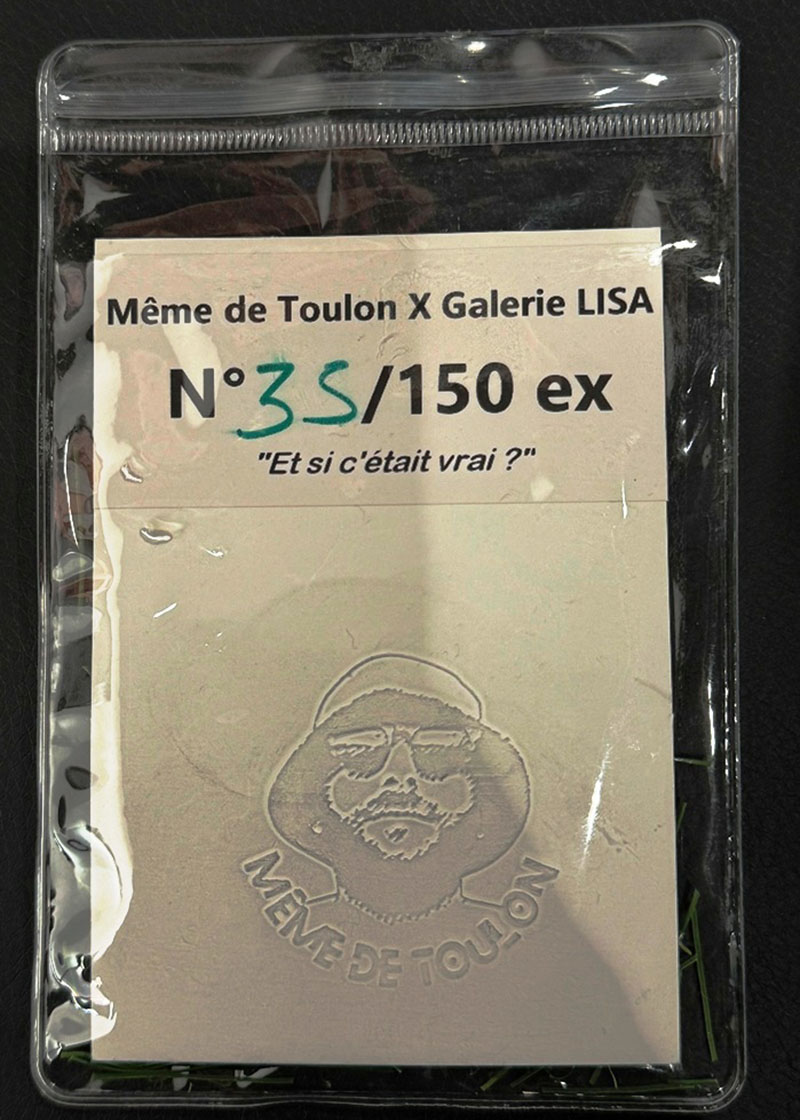 Même de Toulon X Galerie LISA
N°35/150 ex
"Et si c'était vrai ?"
MÊME DE TOULON